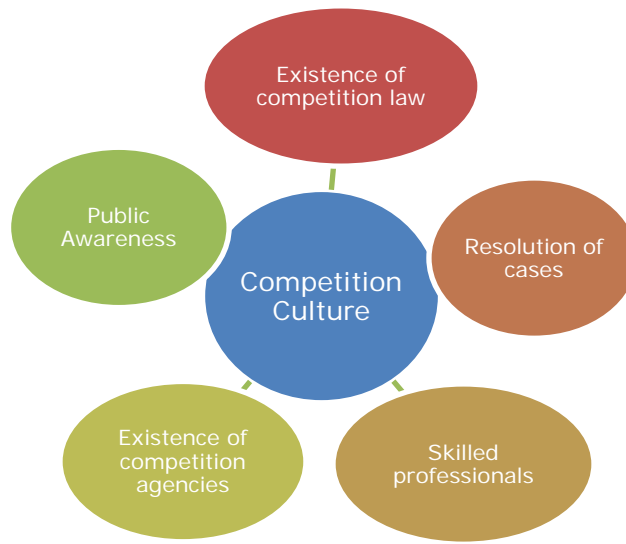 Existence of
competition law
Public
Awareness
Resolution of
cases
Competition
Culture
Existence of
competition
agencies
Skilled
professionals